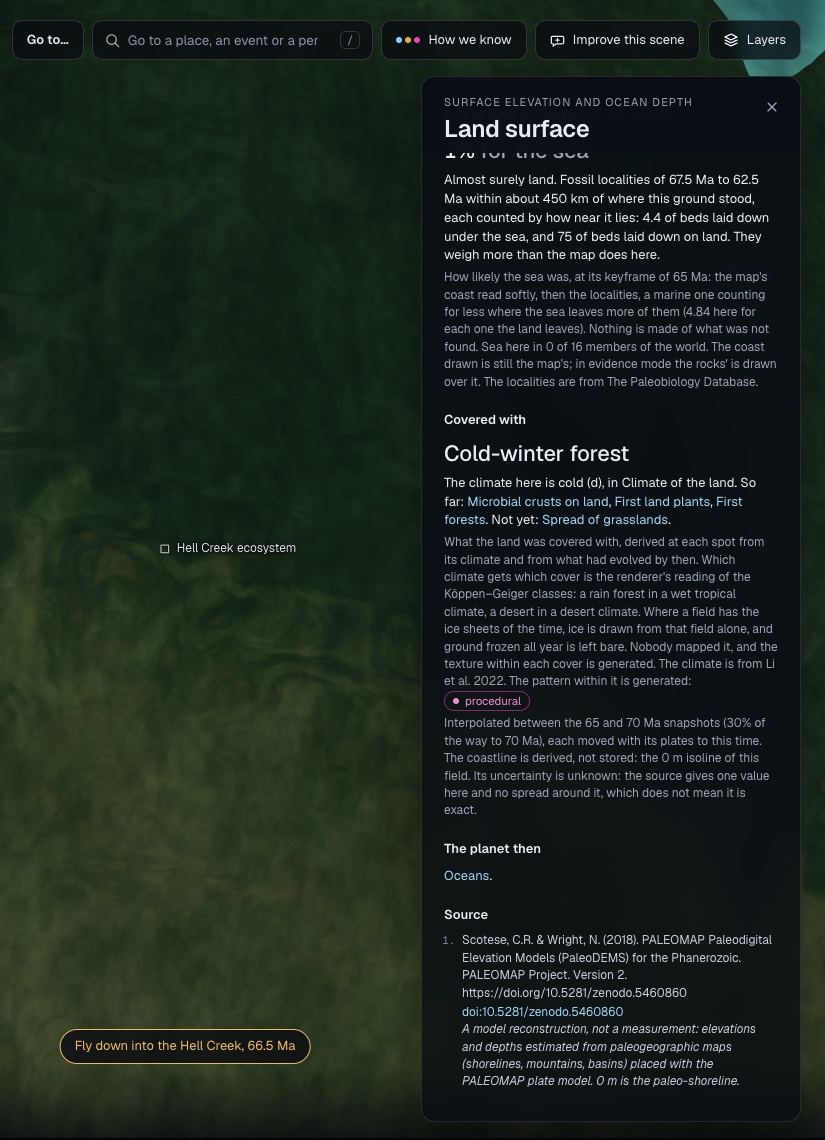 Go to…
Go to a place, an event or a per
/
How we know
Improve this scene
Layers
SURFACE ELEVATION AND OCEAN DEPTH
Land surface
1% for the sea
Almost surely land. Fossil localities of 67.5 Ma to 62.5
Ma within about 450 km of where this ground stood,
each counted by how near it lies: 4.4 of beds laid down
under the sea, and 75 of beds laid down on land. They
weigh more than the map does here.
How likely the sea was, at its keyframe of 65 Ma: the map's
coast read softly, then the localities, a marine one counting
for less where the sea leaves more of them (4.84 here for
each one the land leaves). Nothing is made of what was not
found. Sea here in 0 of 16 members of the world. The coast
drawn is still the map's; in evidence mode the rocks' is drawn
over it. The localities are from The Paleobiology Database.
Covered with
Cold-winter forest
The climate here is cold (d), in Climate of the land. So
far: Microbial crusts on land, First land plants, First
forests. Not yet: Spread of grasslands.
What the land was covered with, derived at each spot from
its climate and from what had evolved by then. Which
climate gets which cover is the renderer's reading of the
Köppen–Geiger classes: a rain forest in a wet tropical
climate, a desert in a desert climate. Where a field has the
ice sheets of the time, ice is drawn from that field alone, and
ground frozen all year is left bare. Nobody mapped it, and the
texture within each cover is generated. The climate is from Li
et al. 2022. The pattern within it is generated:
procedural
Interpolated between the 65 and 70 Ma snapshots (30% of
the way to 70 Ma), each moved with its plates to this time.
The coastline is derived, not stored: the 0 m isoline of this
field. Its uncertainty is unknown: the source gives one value
here and no spread around it, which does not mean it is
exact.
The planet then
Oceans.
Source
1. Scotese, C.R. & Wright, N. (2018). PALEOMAP Paleodigital
Elevation Models (PaleoDEMS) for the Phanerozoic.
PALEOMAP Project. Version 2.
https://doi.org/10.5281/zenodo.5460860
doi:10.5281/zenodo.5460860
A model reconstruction, not a measurement: elevations
and depths estimated from paleogeographic maps
(shorelines, mountains, basins) placed with the
PALEOMAP plate model. 0 m is the paleo-shoreline.
Hell Creek ecosystem
Fly down into the Hell Creek, 66.5 Ma